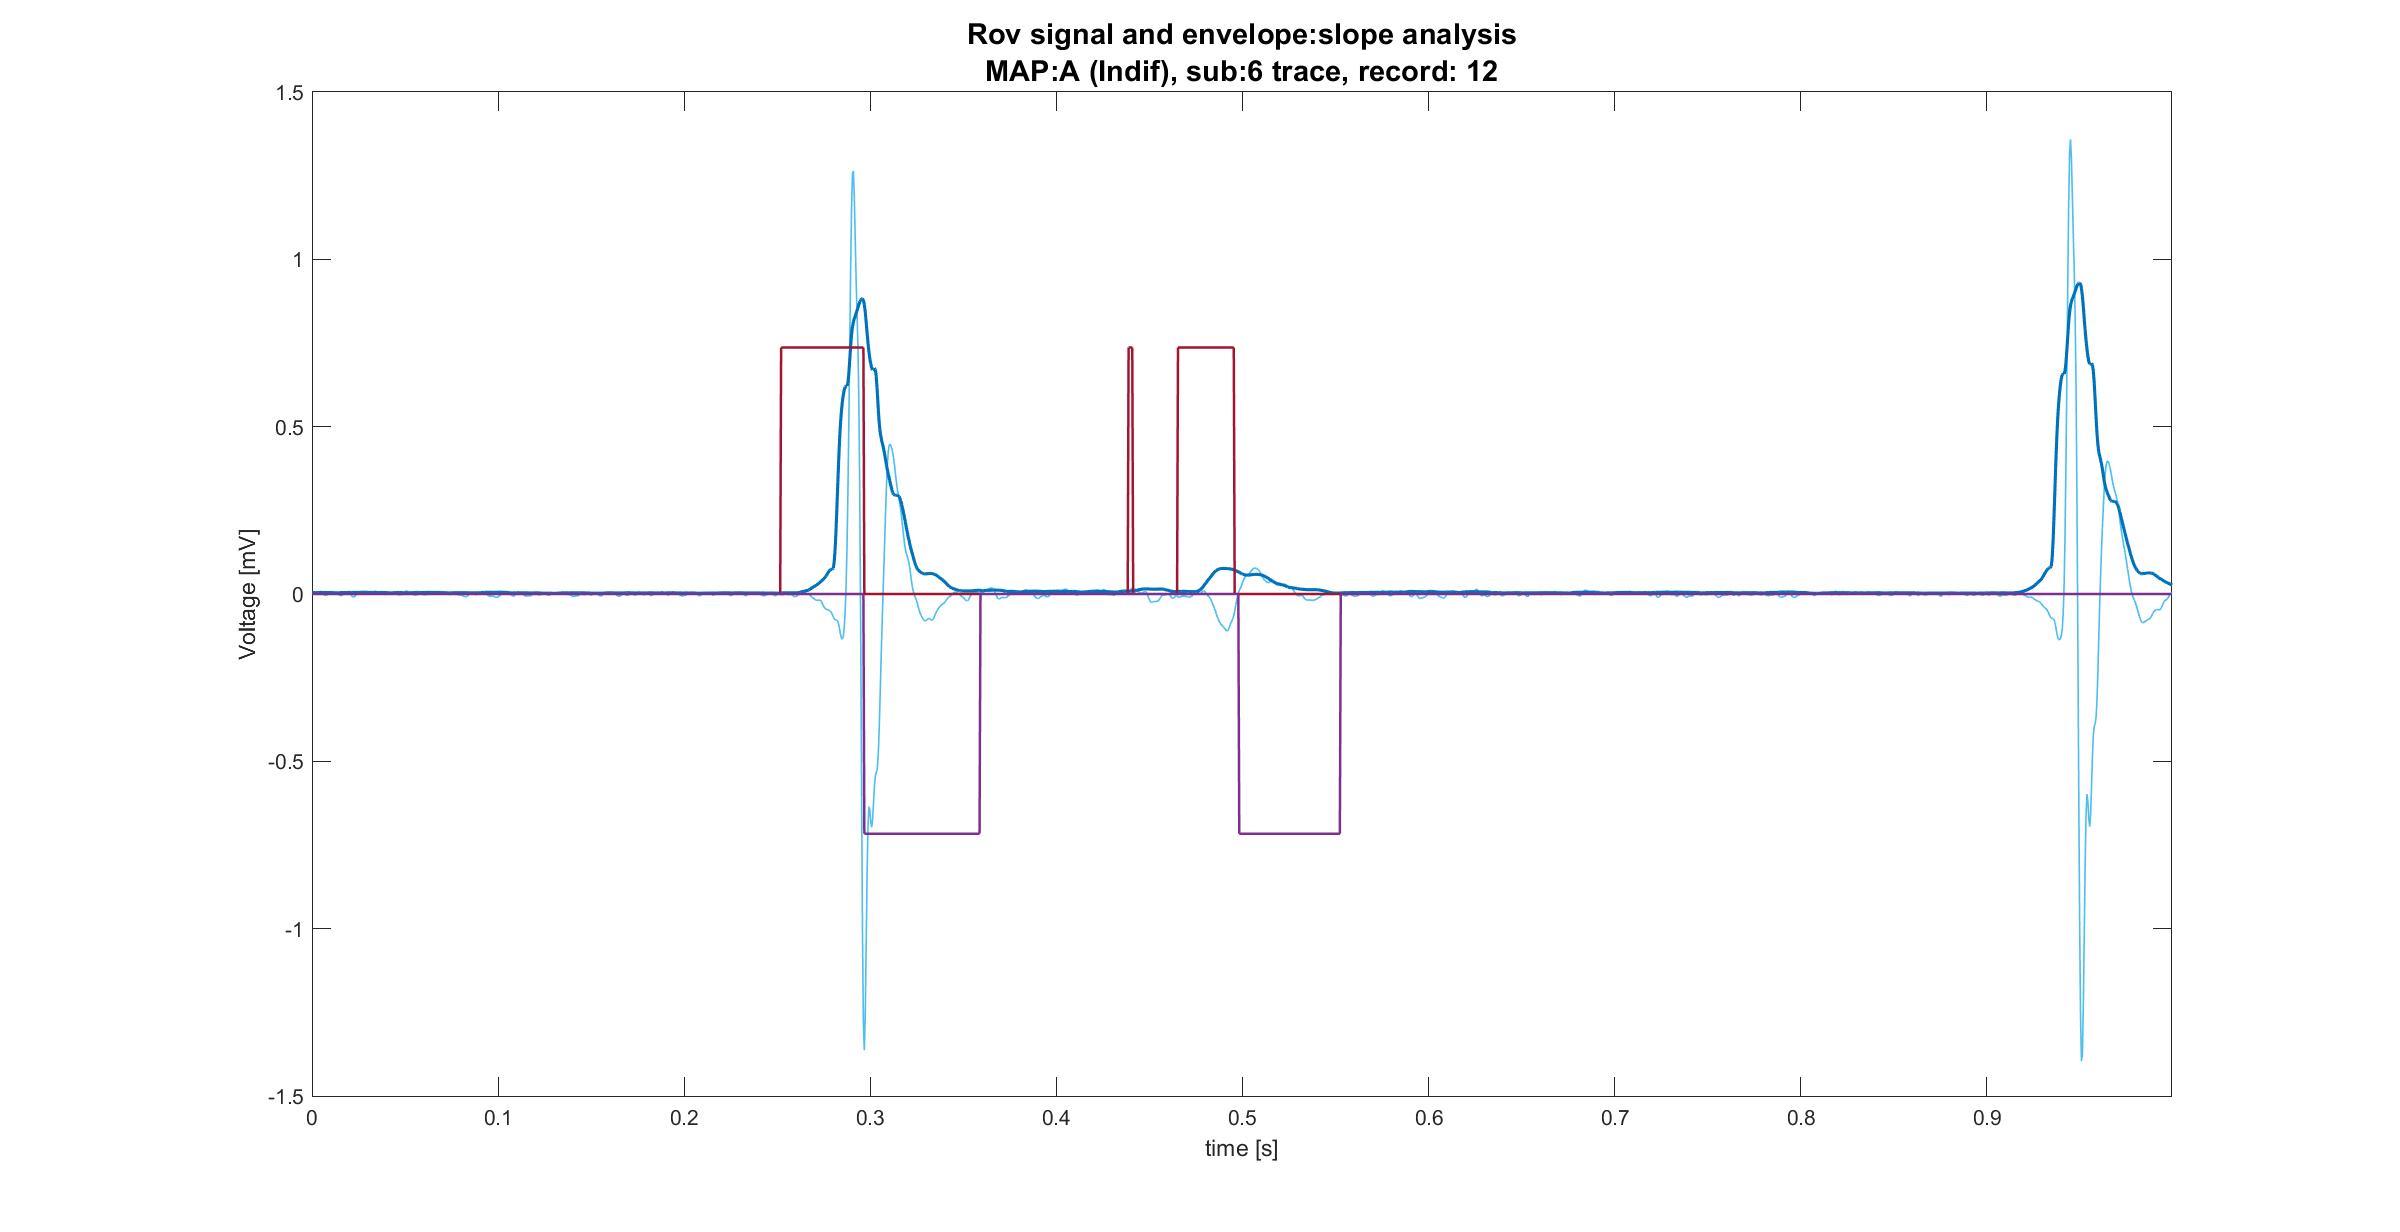 Rov signal and envelope:slope analysis
MAP:A (Indif), sub:6 trace, record: 12
1.5
1
0.5
0
-0.5
-1
-1.5
Voltage [mV]
0 0.1 0.2 0.3 0.4 0.5 0.6 0.7 0.8 0.9
time [s]